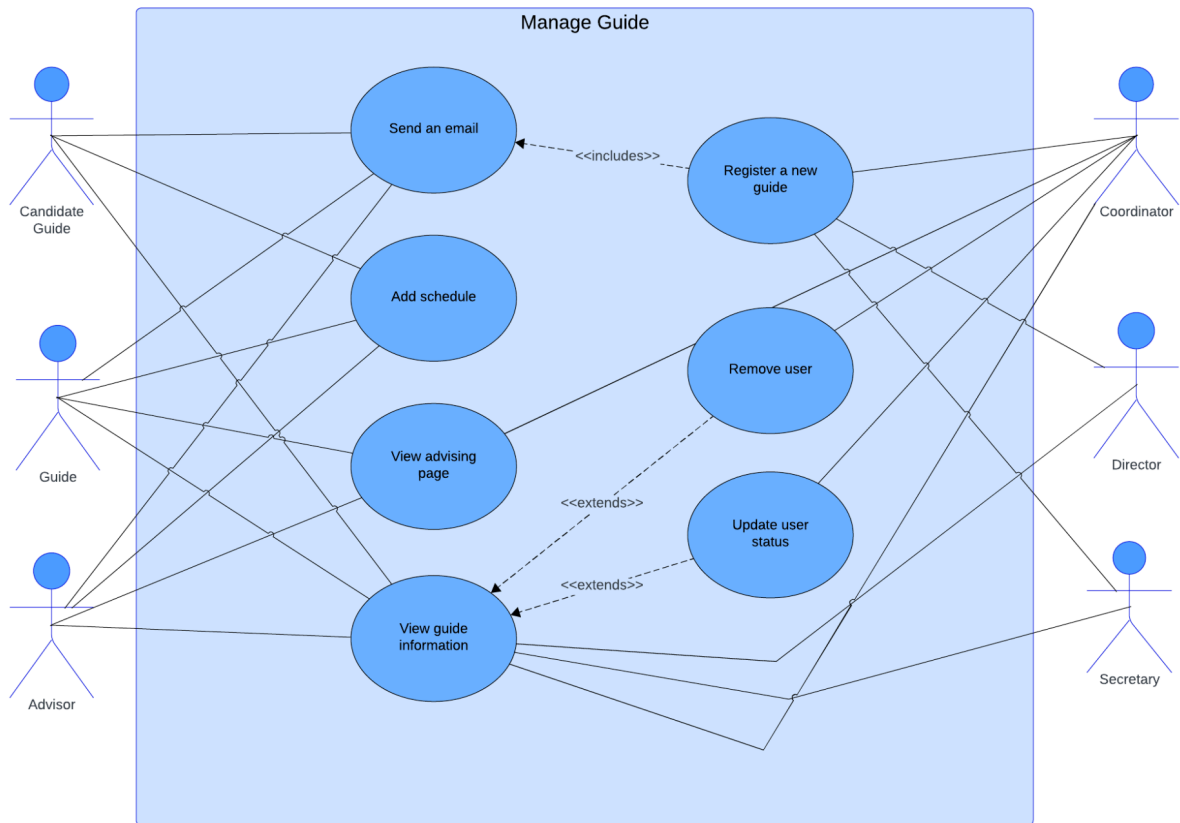 Manage Guide
Send an email
<<includes>>
Register a new
guide
Candidate
Guide
Coordinator
Add schedule
Remove user
View advising
page
Guide
Director
<<extends>>
Update user
status
<<extends>>
View guide
information
Advisor
Secretary